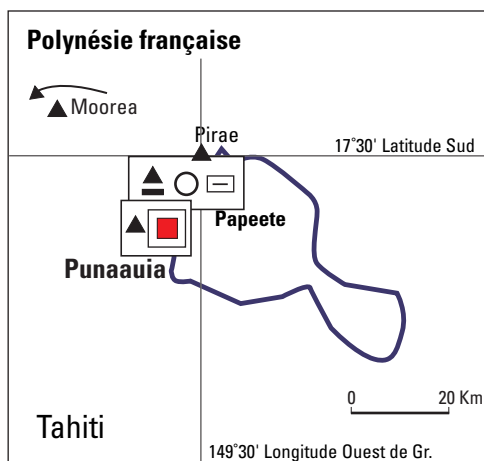 Polynésie française
Moorea
Pirae
17°30' Latitude Sud
Papeete
Punaauia
0 20 Km
Tahiti
149°30' Longitude Ouest de Gr.